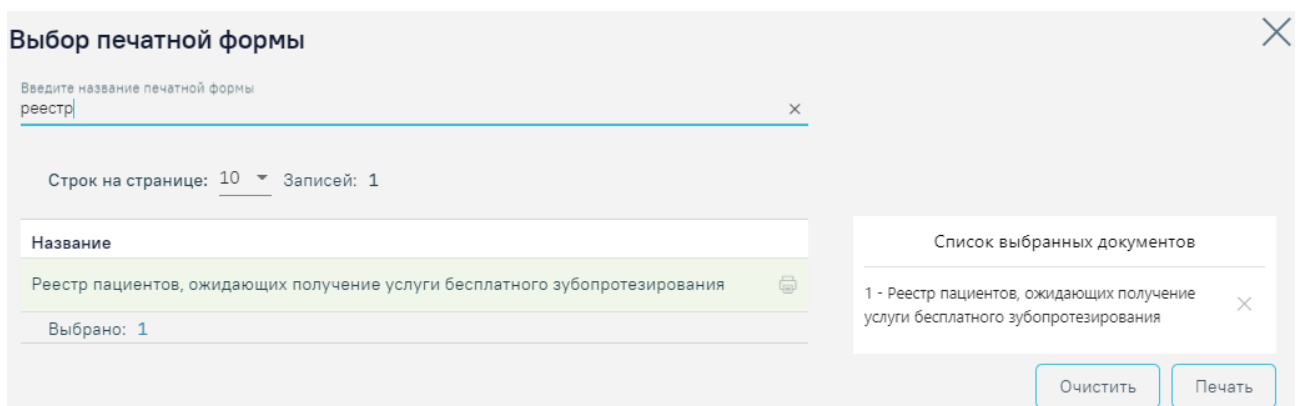 Выбор печатной формы
Введите название печатной формы
реестр
Строк на странице: 10 Записей: 1
Название
Реестр пациентов, ожидающих получение услуги бесплатного зубопротезирования
Выбрано: 1
Список выбранных документов
1 - Реестр пациентов, ожидающих получение
услуги бесплатного зубопротезирования
Очистить Печать